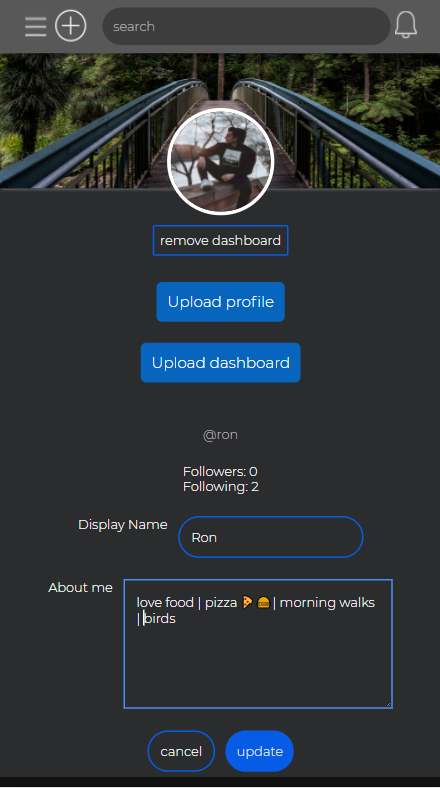 search
remove dashboard
Upload profile
Upload dashboard
@ron
Followers: 0
Following: 2
Display Name
Ron
About me
love food | pizza 🍕 🍔 | morning walks
| birds
cancel
update